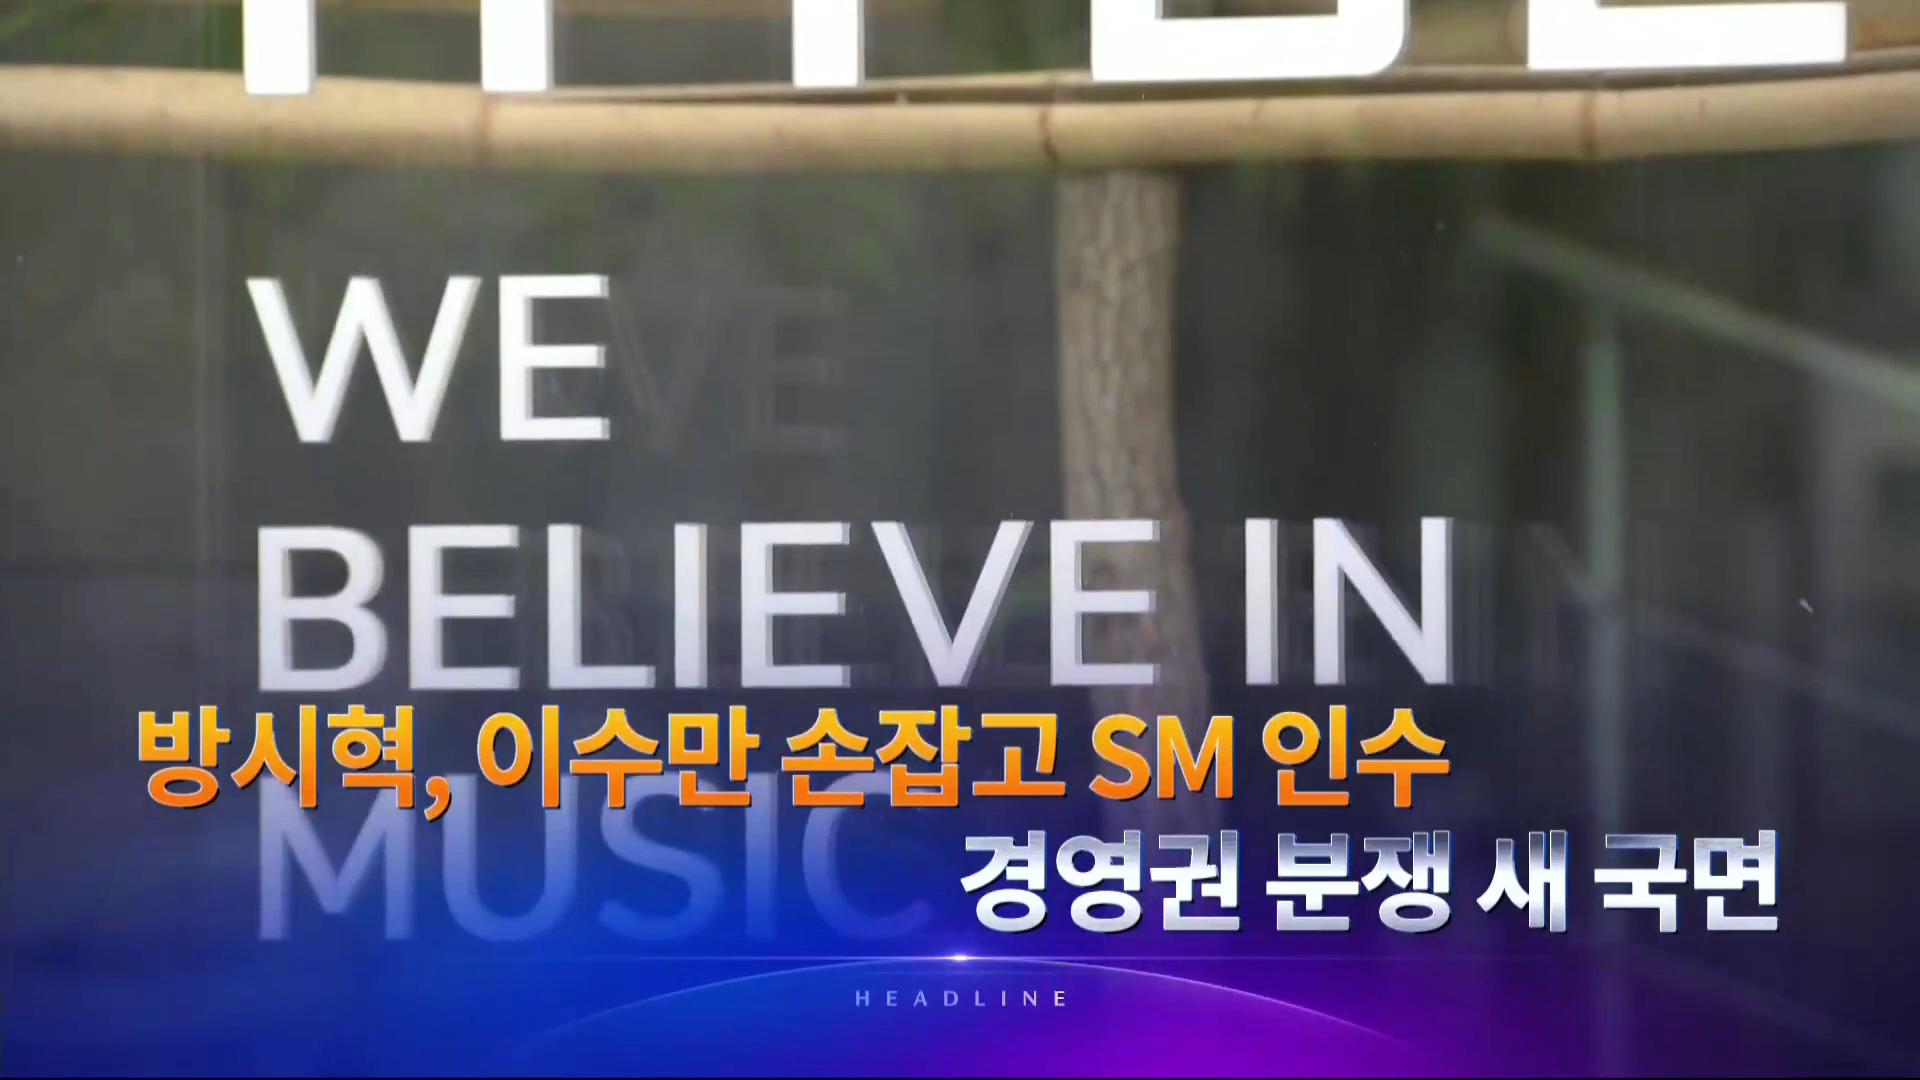 WE
BELIEVE IN
MUSIC
방시혁, 이수만 손잡고 SM 인수
경영권 분쟁 새 국면
HEADLINE